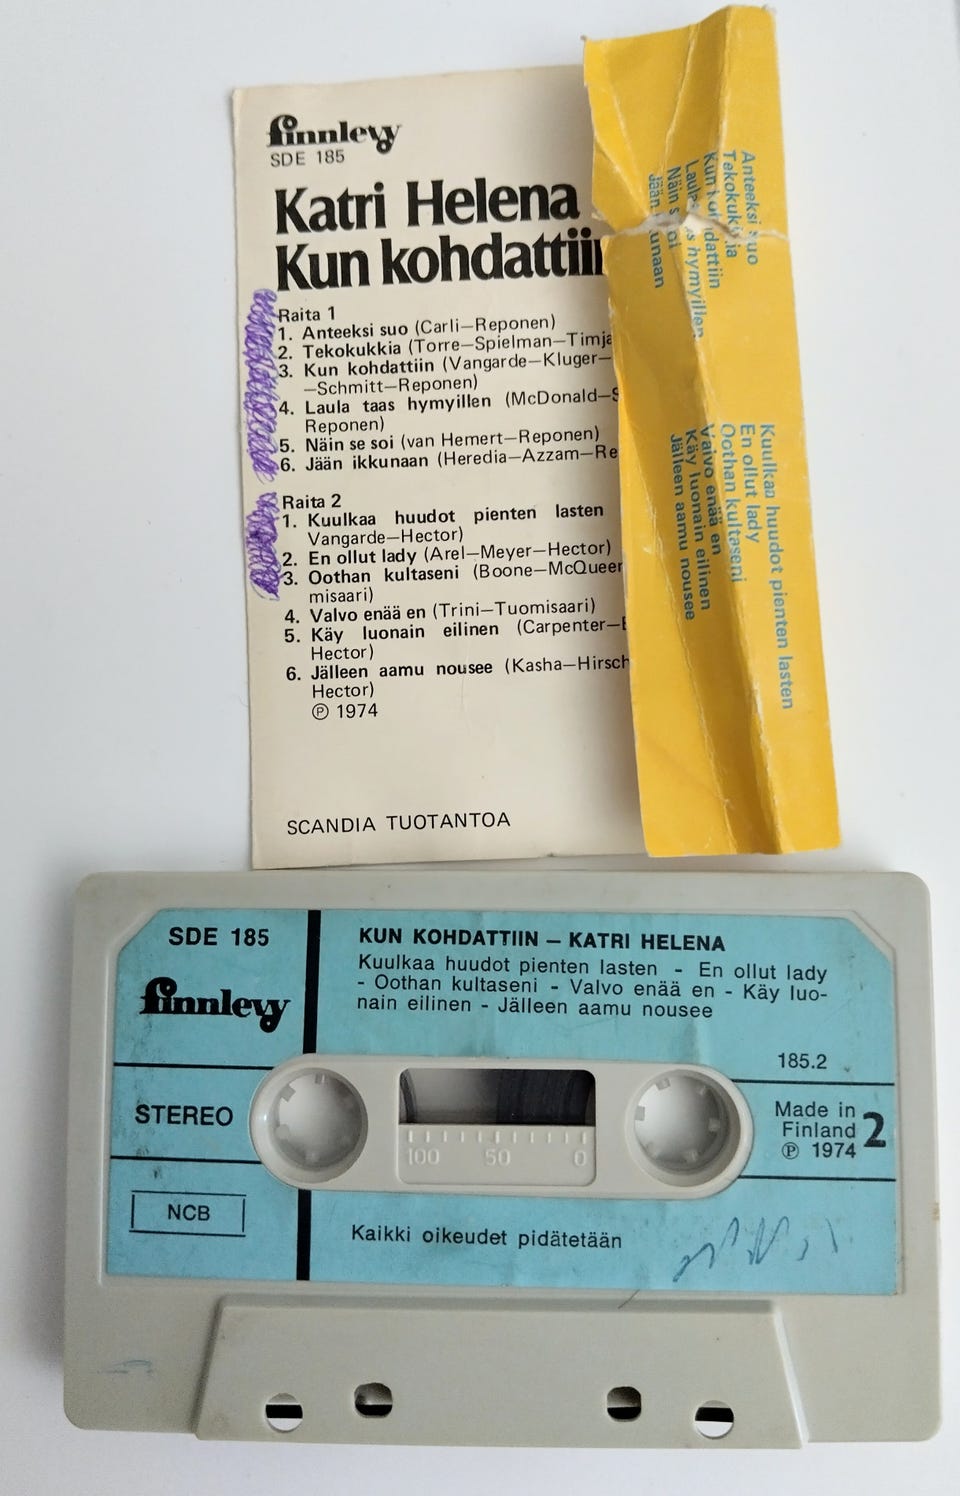 finnlevy
SDE 185
Katri Helena
Kun kohdattiin
Raita 1
1. Anteeksi suo (Carli—Reponen)
2. Tekokukkia (Torre—Spielman—Timja
3. Kun kohdattiin (Vangarde—Kluger—
—Schmitt—Reponen)
4. Laula taas hymyillen (McDonald—S
Reponen)
5. Näin se soi (van Hemert—Reponen)
6. Jään ikkunaan (Heredia—Azzam—Re
Raita 2
1. Kuulkaa huudot pienten lasten
Vangarde—Hector)
2. En ollut lady (Arel—Meyer—Hector)
3. Oothan kultaseni (Boone—McQueen
misaari)
4. Valvo enää en (Trini—Tuomisaari)
5. Käy luonain eilinen (Carpenter—
Hector)
6. Jälleen aamu nousee (Kasha—Hirsch
Hector)
Ⓟ 1974
SCANDIA TUOTANTOA
Anteeksi suo
Tekokukkia
Kun kohdattiin
Laula taas hymyillen
Näin se soi
Jään ikkunaan
Kuulkaa huudot pienten lasten
En ollut lady
Oothan kultaseni
Valvo enää en
Käy luonain eilinen
Jälleen aamu nousee
SDE 185
finnlevy
STEREO
NCB
KUN KOHDATTIIN – KATRI HELENA
Kuulkaa huudot pienten lasten - En ollut lady
- Oothan kultaseni - Valvo enää en - Käy luo-
nain eilinen - Jälleen aamu nousee
185.2
Made in
Finland
Ⓟ 1974
2
100 50 0
Kaikki oikeudet pidätetään